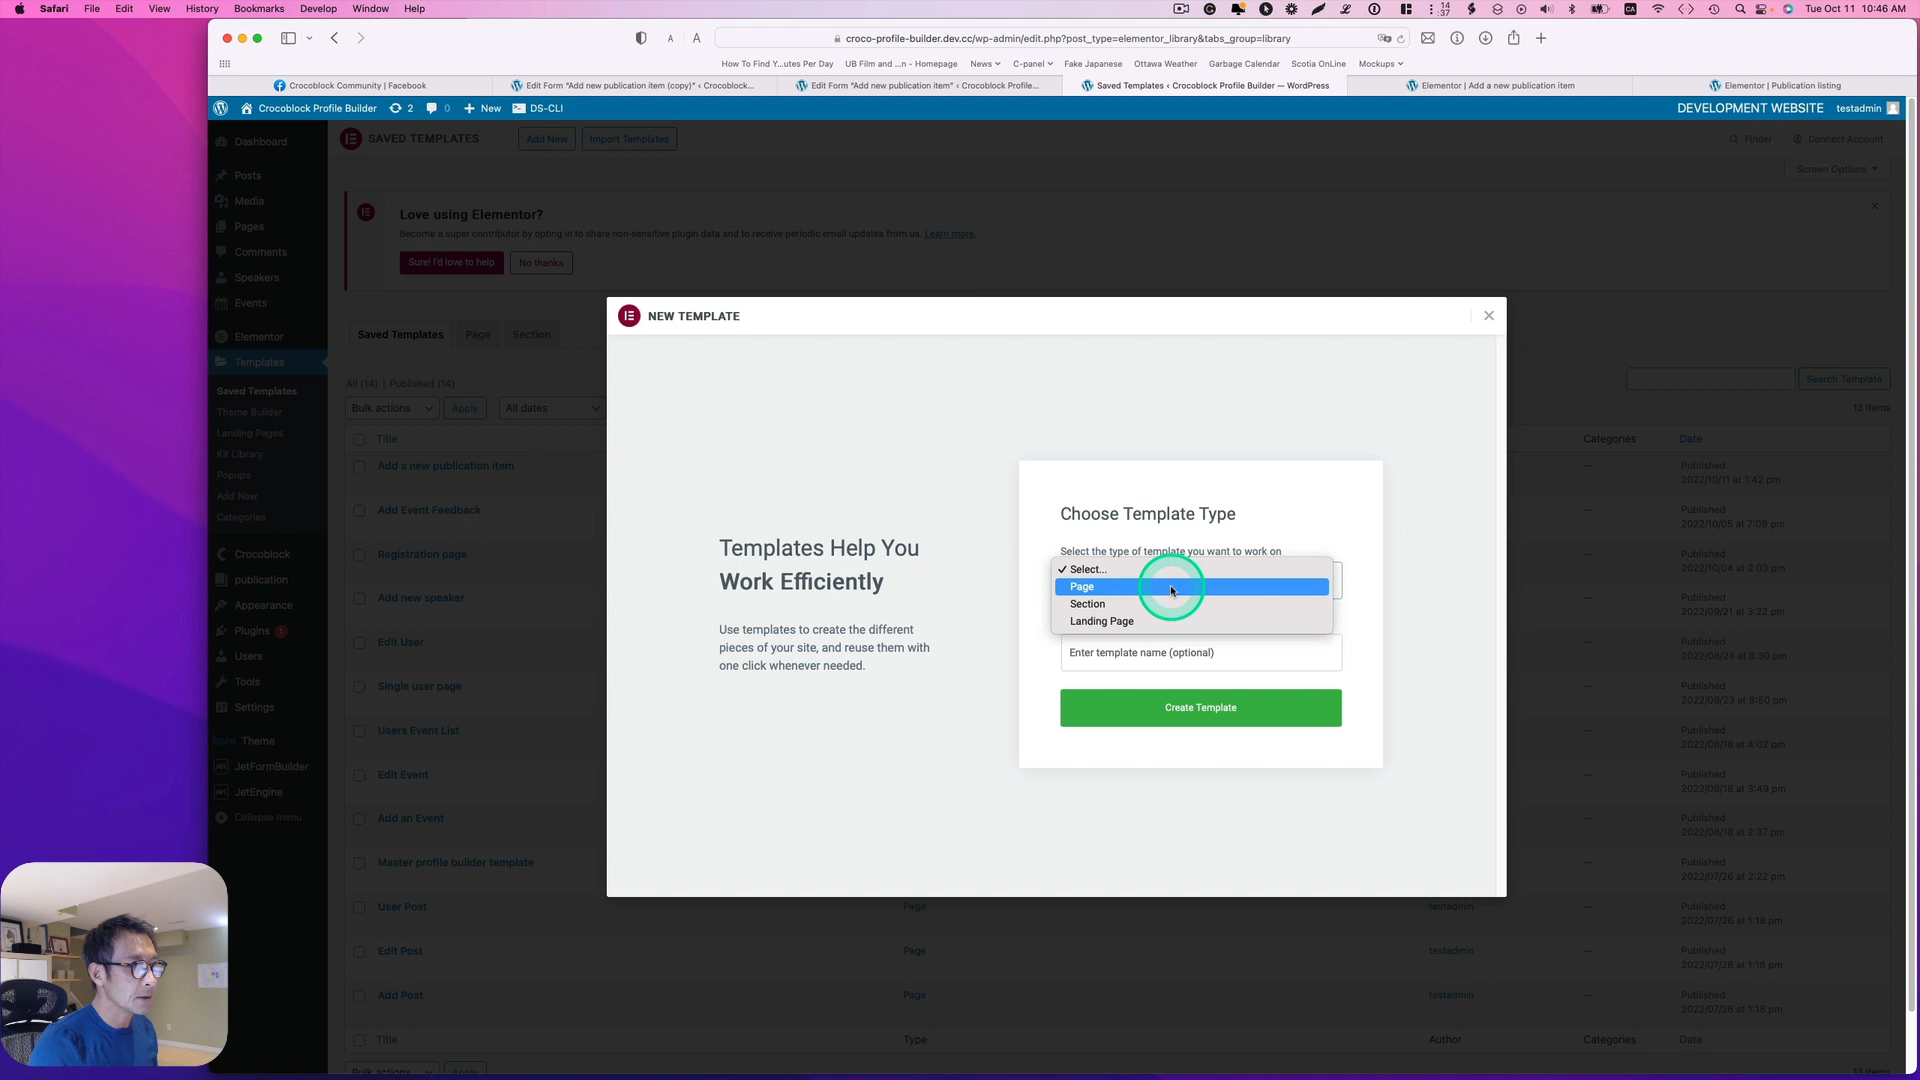 Safari File Edit View History Bookmarks Develop Window Help
14
:37
CA
Tue Oct 11 10:46 AM
A A
croco-profile-builder.dev.cc/wp-admin/edit.php?post_type=elementor_library&tabs_group=library
How To Find Y...utes Per Day UB Film and ...n - Homepage News C-panel Fake Japanese Ottawa Weather Garbage Calendar Scotia OnLine Mockups
Crocoblock Community | Facebook
Edit Form “Add new publication item (copy)” ‹ Crocoblock...
Edit Form “Add new publication item” ‹ Crocoblock Profile...
Saved Templates ‹ Crocoblock Profile Builder — WordPress
Elementor | Add a new publication item
Elementor | Publication listing
Crocoblock Profile Builder 2 0 New DS-CLI
DEVELOPMENT WEBSITE testadmin
Dashboard
Posts
Media
Pages
Comments
Speakers
Events
Elementor
Templates
Saved Templates
Theme Builder
Landing Pages
Kit Library
Popups
Add New
Categories
Crocoblock
publication
Appearance
Plugins 1
Users
Tools
Settings
Theme
JetFormBuilder
JetEngine
Collapse menu
SAVED TEMPLATES Add New Import Templates
Finder Connect Account
Screen Options
Love using Elementor?
Become a super contributor by opting in to share non-sensitive plugin data and to receive periodic email updates from us. Learn more.
Sure! I'd love to help No thanks
Saved Templates Page Section
All (14) | Published (14)
Search Template
Bulk actions Apply All dates
13 items
Title Categories Date
Add a new publication item — Published
2022/10/11 at 1:42 pm
Add Event Feedback — Published
2022/10/05 at 7:09 pm
Registration page — Published
2022/10/04 at 2:03 pm
Add new speaker — Published
2022/09/21 at 3:22 pm
Edit User — Published
2022/08/24 at 8:30 pm
Single user page — Published
2022/08/23 at 8:50 pm
Users Event List — Published
2022/08/18 at 4:02 pm
Edit Event — Published
2022/08/18 at 3:49 pm
Add an Event — Published
2022/08/18 at 2:37 pm
Master profile builder template — Published
2022/07/26 at 2:22 pm
User Post Page testadmin — Published
2022/07/26 at 1:18 pm
Edit Post Page testadmin — Published
2022/07/26 at 1:18 pm
Add Post Page testadmin — Published
2022/07/26 at 1:18 pm
Title Type Author Categories Date
Bulk actions Apply
13 items
NEW TEMPLATE
Templates Help You
Work Efficiently
Use templates to create the different
pieces of your site, and reuse them with
one click whenever needed.
Choose Template Type
Select the type of template you want to work on
✓ Select...
Page
Section
Landing Page
Enter template name (optional)
Create Template